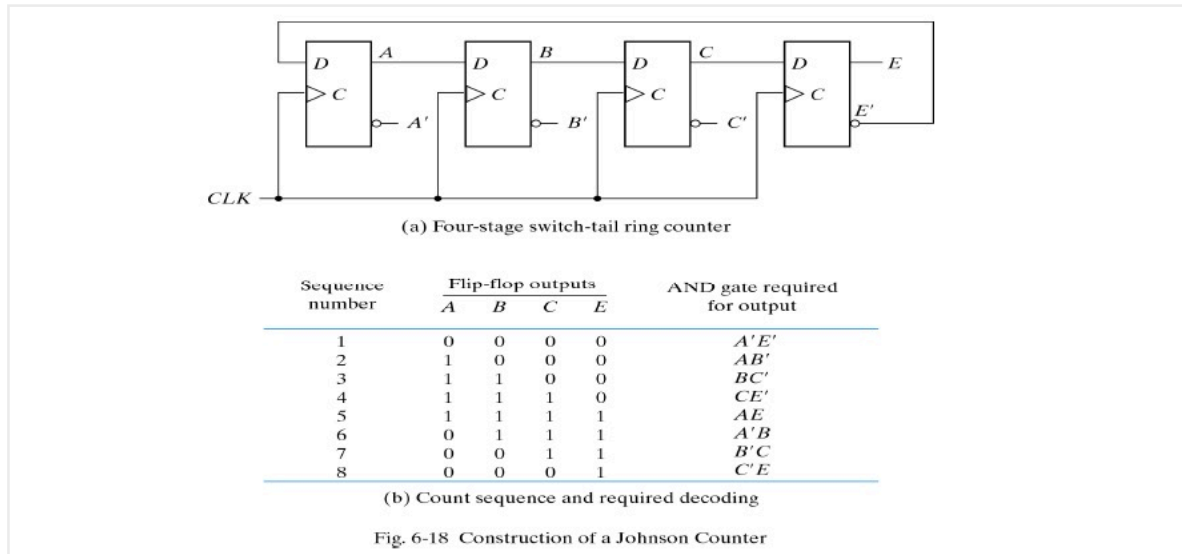 A B C
D D D D E
C C C C
A' B' C' E'
CLK
(a) Four-stage switch-tail ring counter
Sequence number Flip-flop outputs AND gate required for output
A B C E
1 0 0 0 0 A'E'
2 1 0 0 0 AB'
3 1 1 0 0 BC'
4 1 1 1 0 CE'
5 1 1 1 1 AE
6 0 1 1 1 A'B
7 0 0 1 1 B'C
8 0 0 0 1 C'E
(b) Count sequence and required decoding
Fig. 6-18 Construction of a Johnson Counter